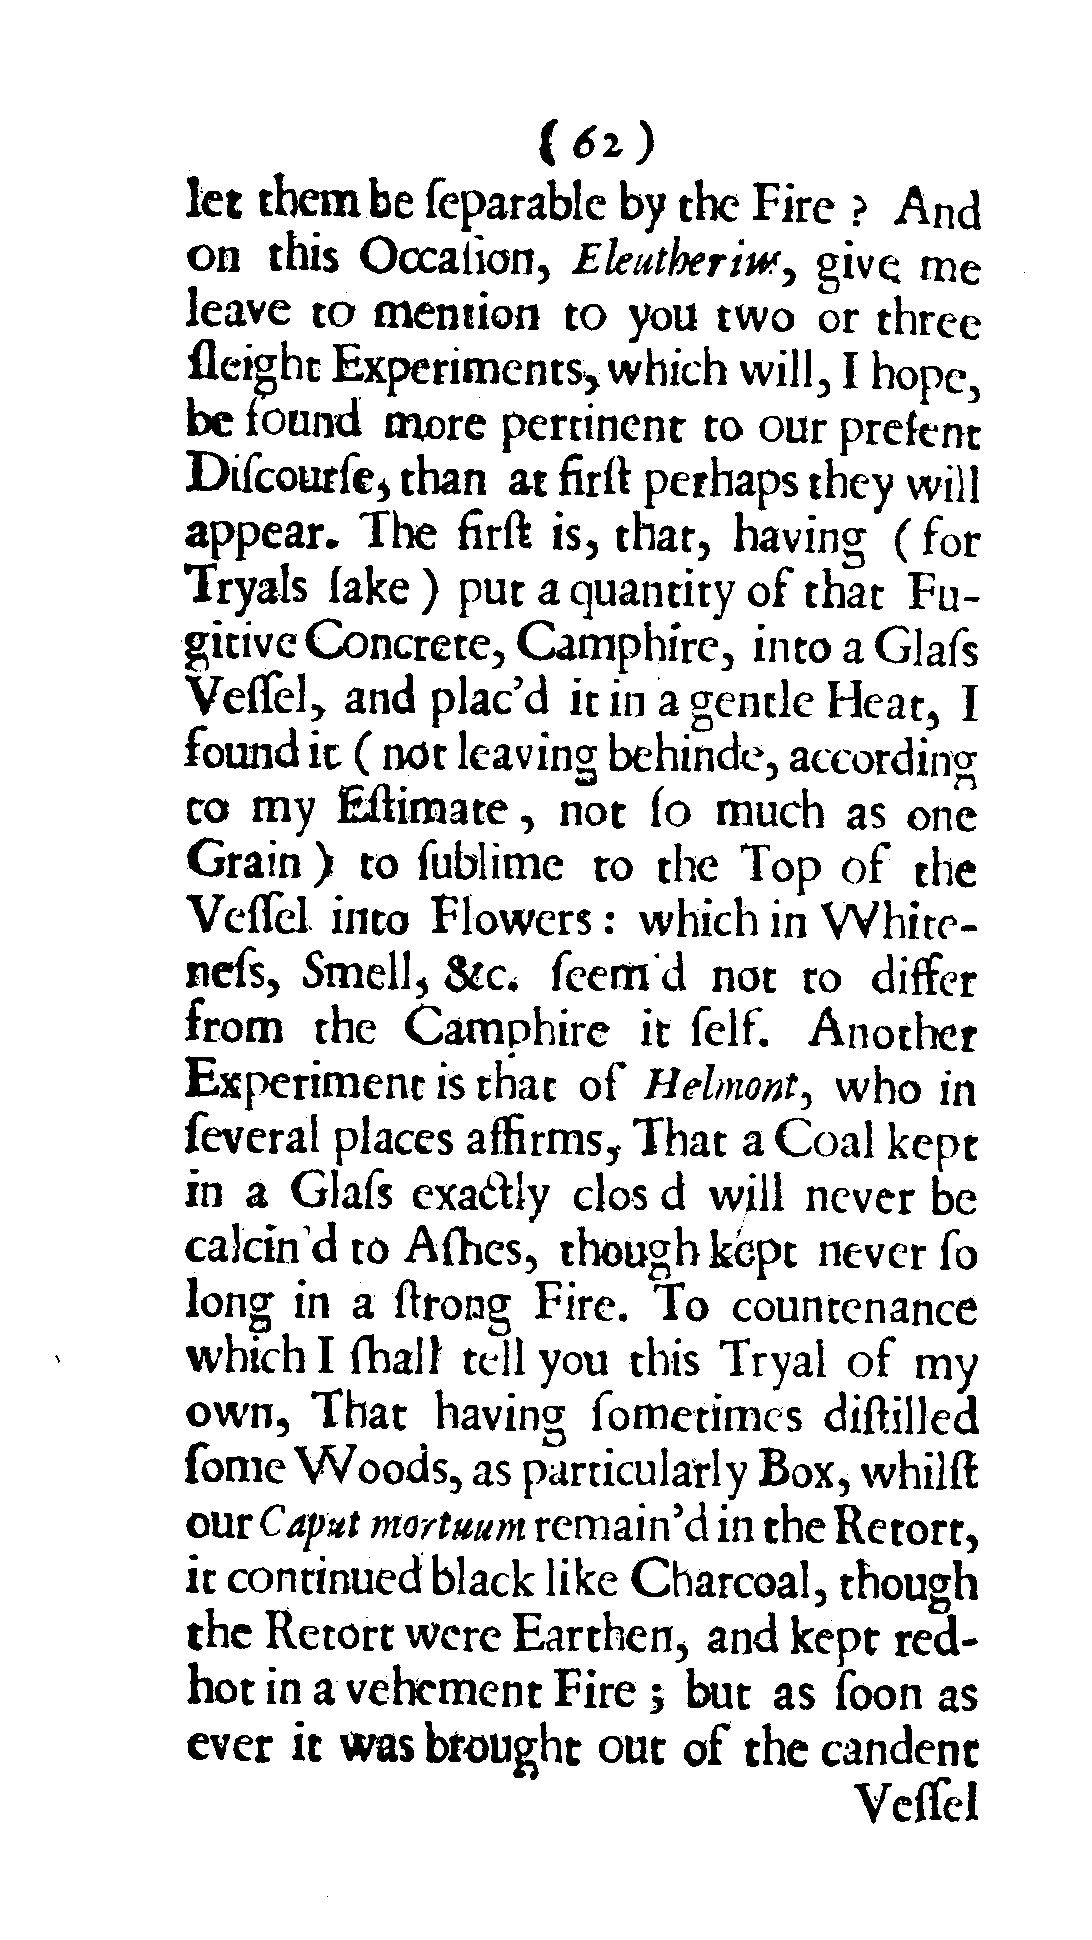 ( 62 )
let them be ſeparable by the Fire ? And
on this Occaſion, Eleutherius, give me
leave to mention to you two or three
ſleight Experiments, which will, I hope,
be found more pertinent to our preſent
Diſcourſe, than at firſt perhaps they will
appear. The firſt is, that, having ( for
Tryals ſake ) put a quantity of that Fu-
gitive Concrete, Camphire, into a Glaſs
Veſſel, and plac'd it in a gentle Heat, I
found it ( not leaving behinde, according
to my Eſtimate , not ſo much as one
Grain ) to ſublime to the Top of the
Veſſel into Flowers : which in White-
neſs, Smell, &c. ſeem'd not to differ
from the Camphire it ſelf. Another
Experiment is that of Helmont, who in
ſeveral places affirms, That a Coal kept
in a Glaſs exactly clos d will never be
calcin'd to Aſhes, though kept never ſo
long in a ſtrong Fire. To countenance
which I ſhall tell you this Tryal of my
own, That having ſometimes diſtilled
ſome Woods, as particularly Box, whilſt
our Caput mortuum remain'd in the Retort,
it continued black like Charcoal, though
the Retort were Earthen, and kept red-
hot in a vehement Fire ; but as ſoon as
ever it was brought out of the candent
Veſſel